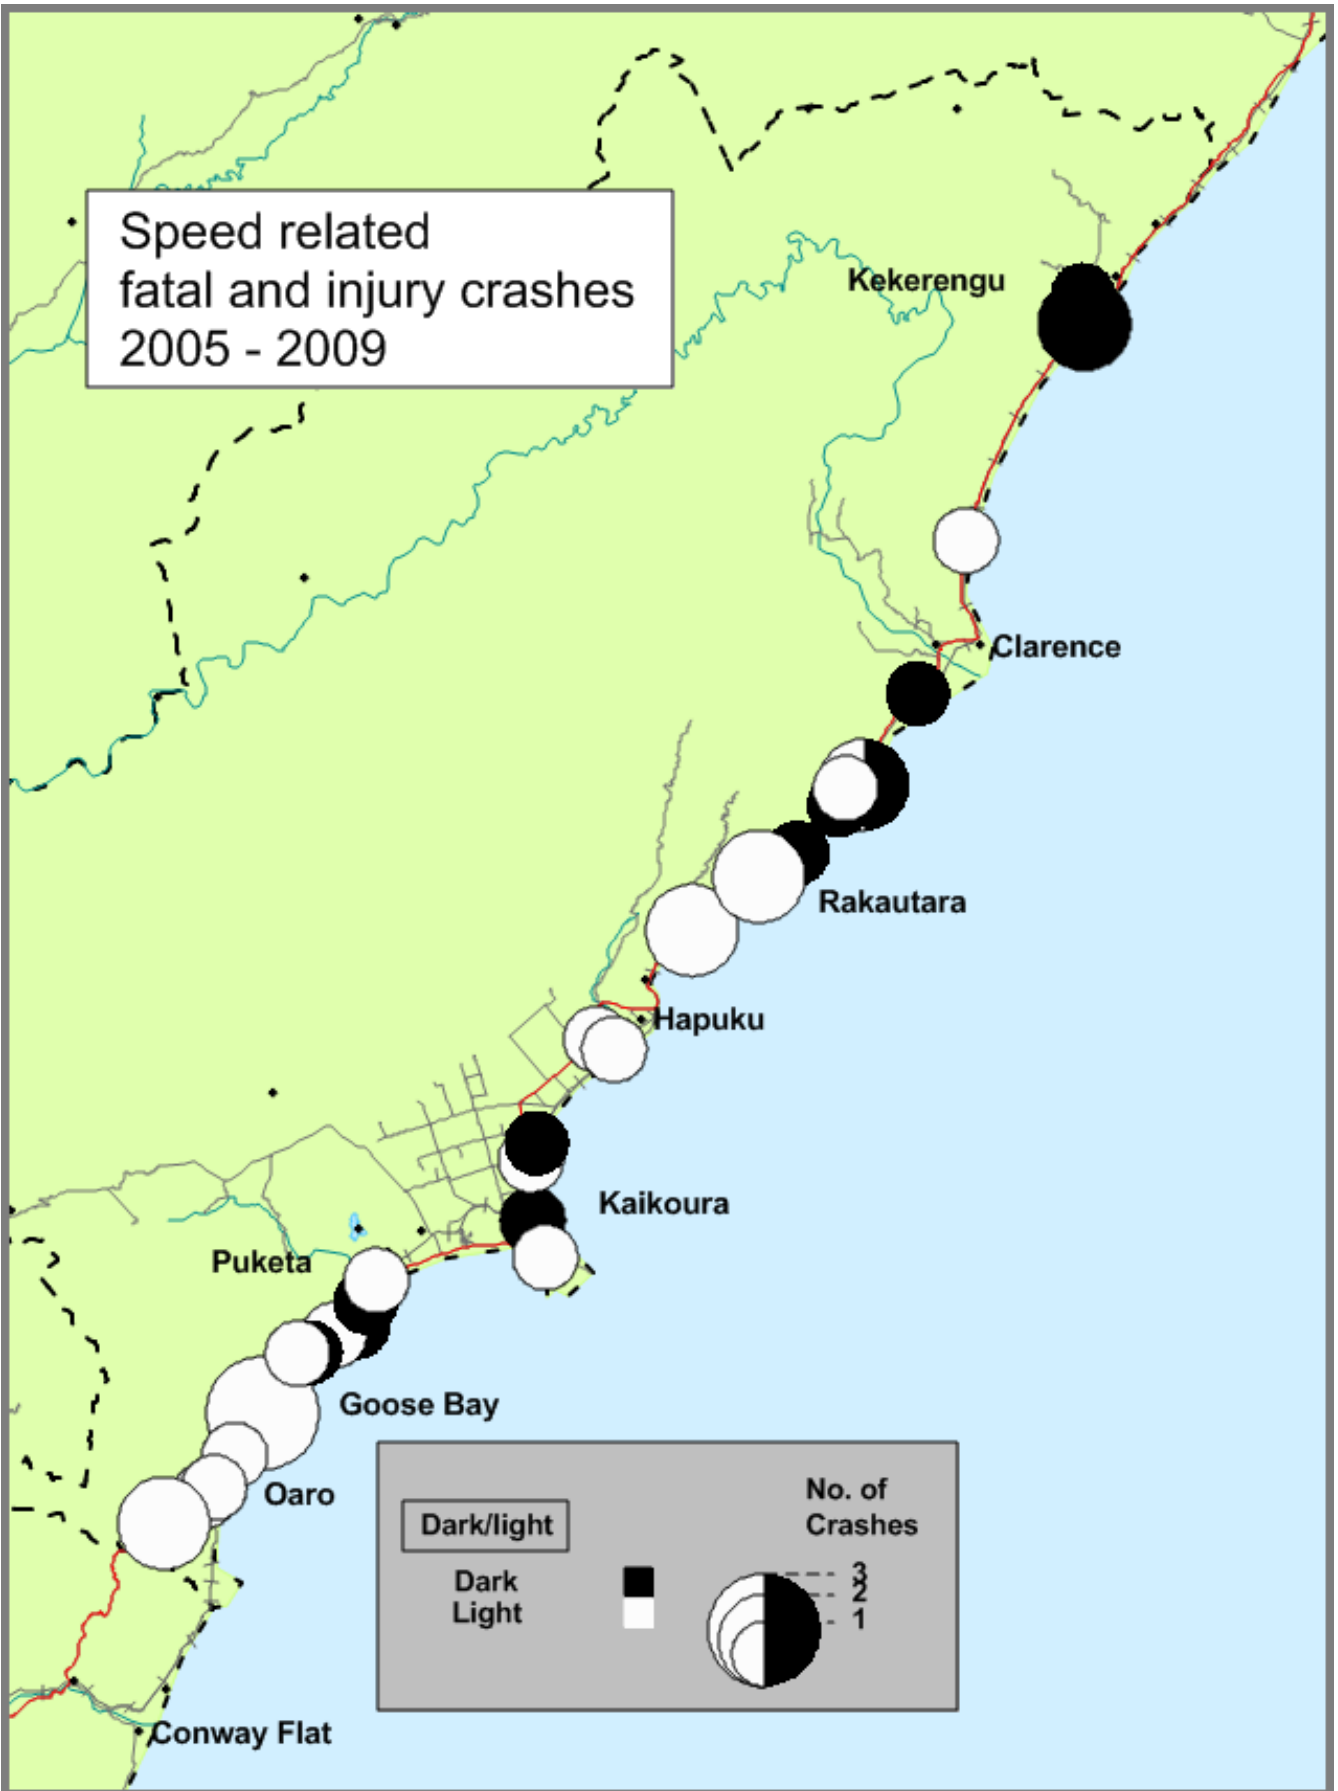 Speed related
fatal and injury crashes
2005 - 2009
Kekerengu
Clarence
Rakautara
Hapuku
Kaikoura
Puketa
Goose Bay
Oaro
No. of
Crashes
Dark/light
3
Dark
2
Light
1
Conway Flat